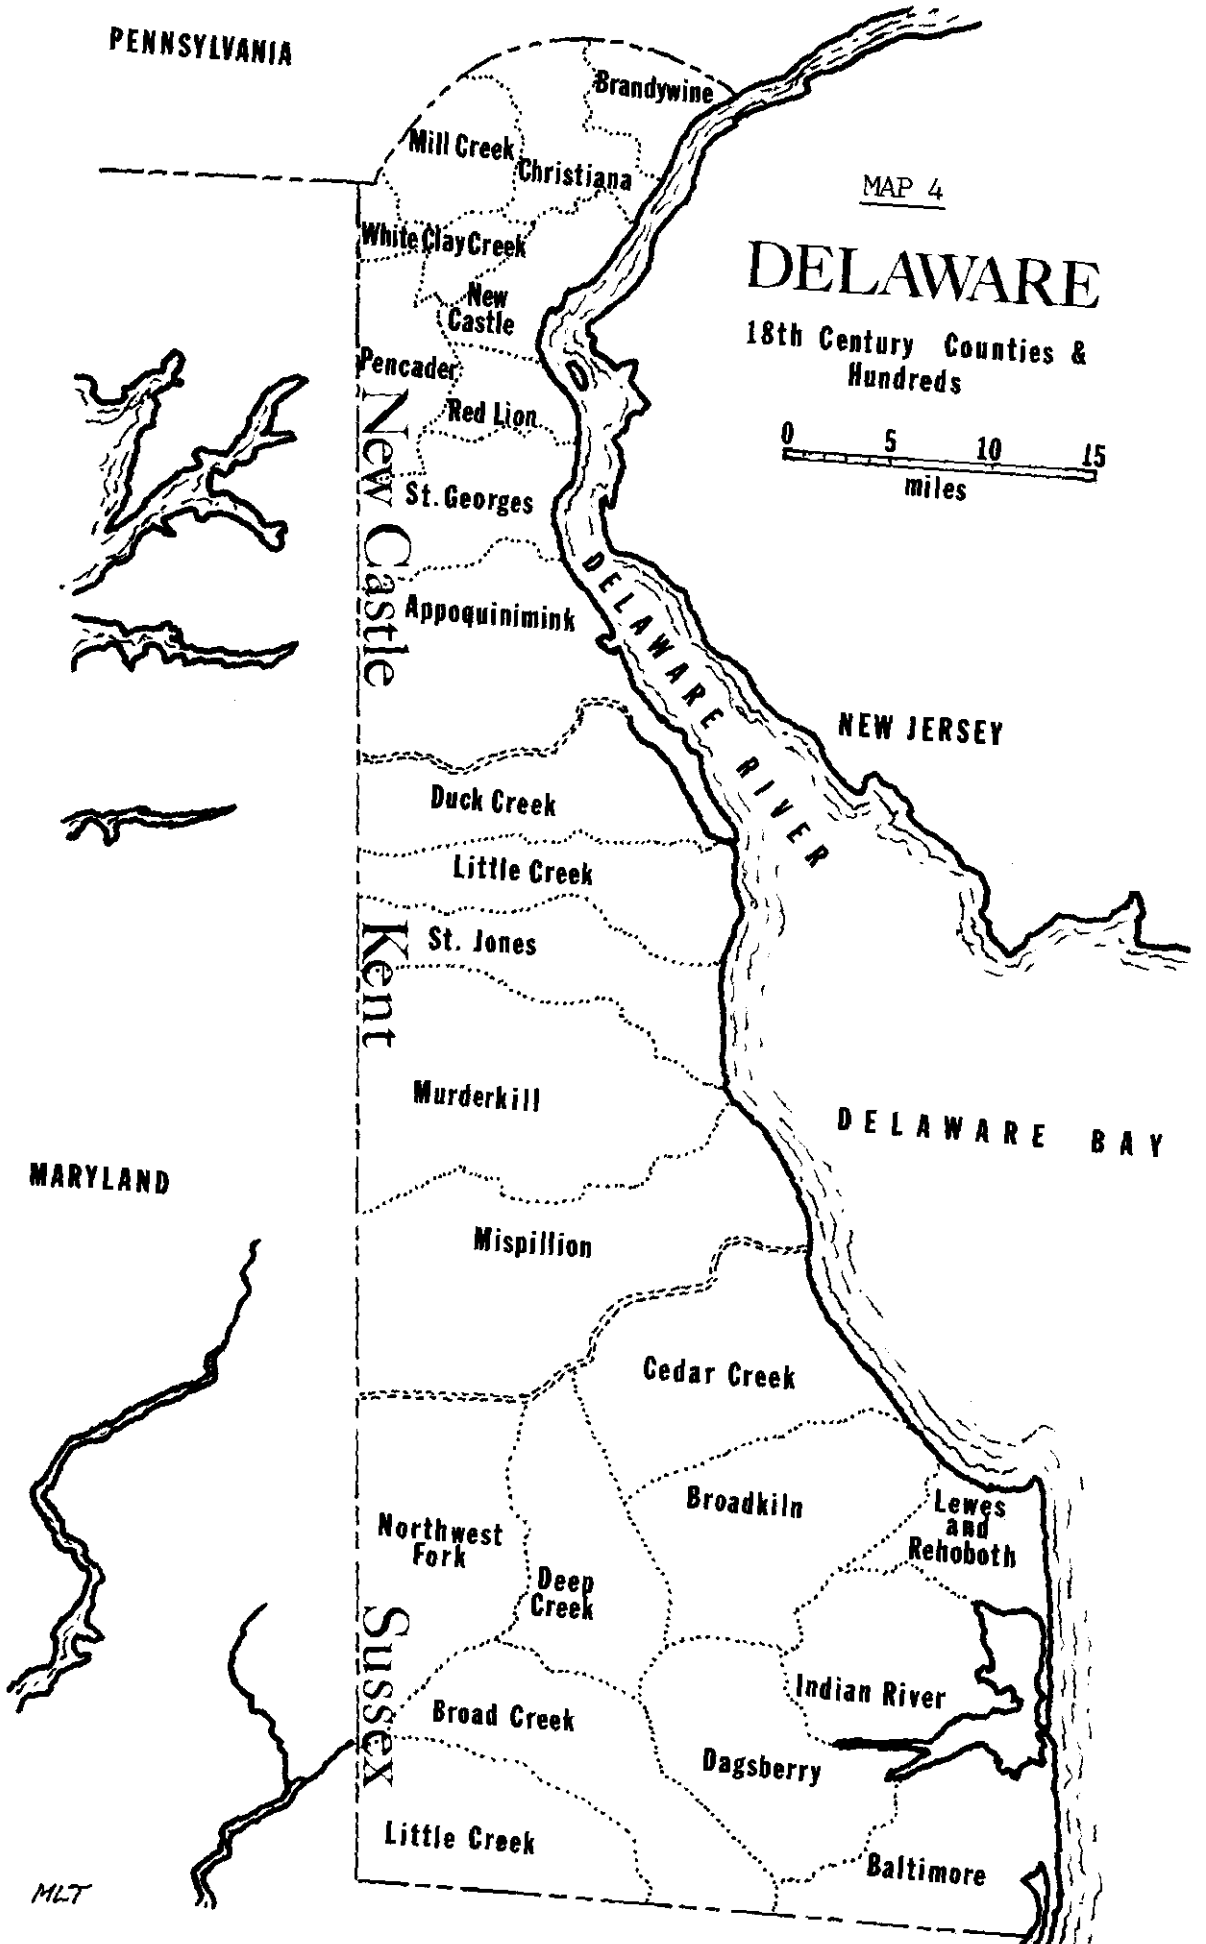 PENNSYLVANIA
Brandywine
Mill Creek
Christiana
MAP 4
White Clay Creek
DELAWARE
New
Castle
18th Century Counties &
Hundreds
Pencader
Red Lion
0 5 10 15
miles
New Castle
St. Georges
Appoquinimink
DELAWARE RIVER
NEW JERSEY
Duck Creek
Little Creek
Kent
St. Jones
Murderkill
DELAWARE BAY
MARYLAND
Mispillion
Cedar Creek
Broadkiln
Lewes
and
Rehoboth
Northwest
Fork
Deep
Creek
Sussex
Indian River
Broad Creek
Dagsberry
Little Creek
Baltimore
MLT